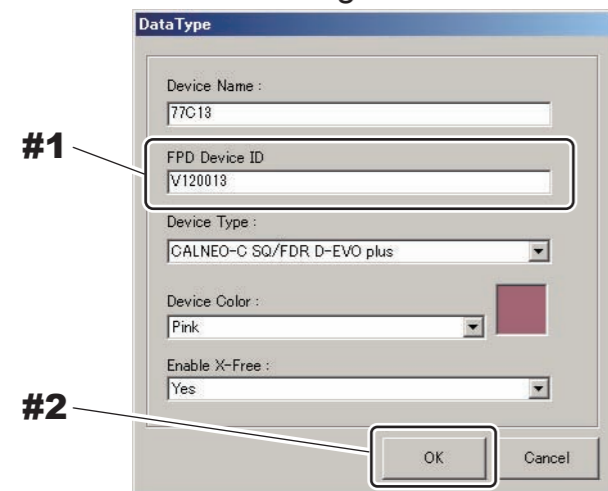 DataType
Device Name :
77C13
#1
FPD Device ID
V120013
Device Type :
CALNEO-C SQ/FDR D-EVO plus
Device Color :
Pink
Enable X-Free :
Yes
#2
OK Cancel